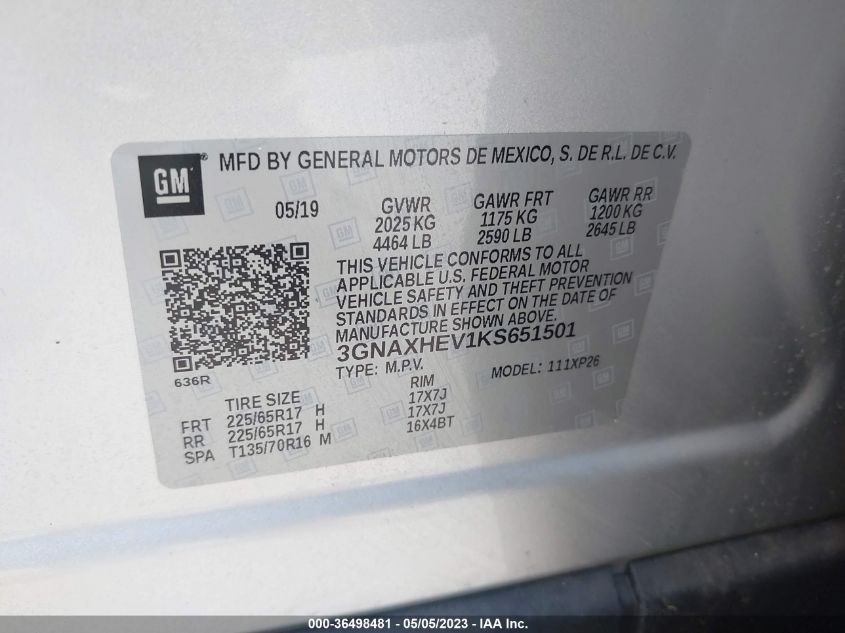 GM ® MFD BY GENERAL MOTORS DE MEXICO, S. DE R.L. DE C.V.
05/19
GVWR GAWR FRT GAWR RR
2025 KG 1175 KG 1200 KG
4464 LB 2590 LB 2645 LB
THIS VEHICLE CONFORMS TO ALL
APPLICABLE U.S. FEDERAL MOTOR
VEHICLE SAFETY AND THEFT PREVENTION
STANDARDS IN EFFECT ON THE DATE OF
MANUFACTURE SHOWN ABOVE.
3GNAXHEV1KS651501
TYPE: M.P.V. MODEL: 111XP26
636R
TIRE SIZE RIM
FRT 225/65R17 H 17X7J
RR 225/65R17 H 17X7J
SPA T135/70R16 M 16X4BT
000-36498481 - 05/05/2023 - IAA Inc.